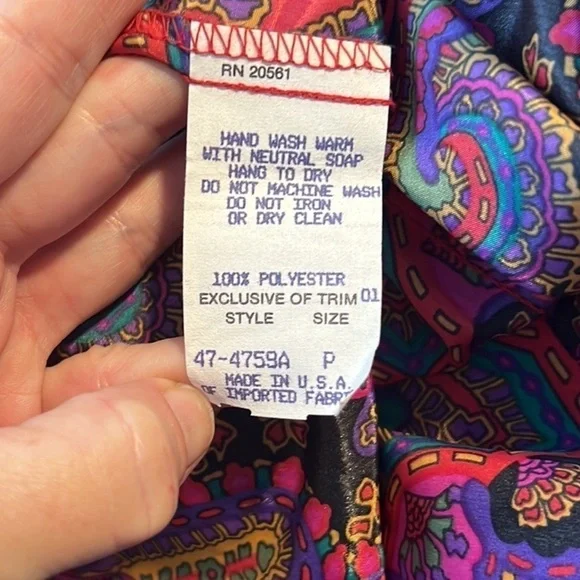 RN 20561
HAND WASH WARM
WITH NEUTRAL SOAP
HANG TO DRY
DO NOT MACHINE WASH
DO NOT IRON
OR DRY CLEAN
100% POLYESTER
EXCLUSIVE OF TRIM 01
STYLE SIZE
47-4759A P
MADE IN U.S.A.
OF IMPORTED FABR